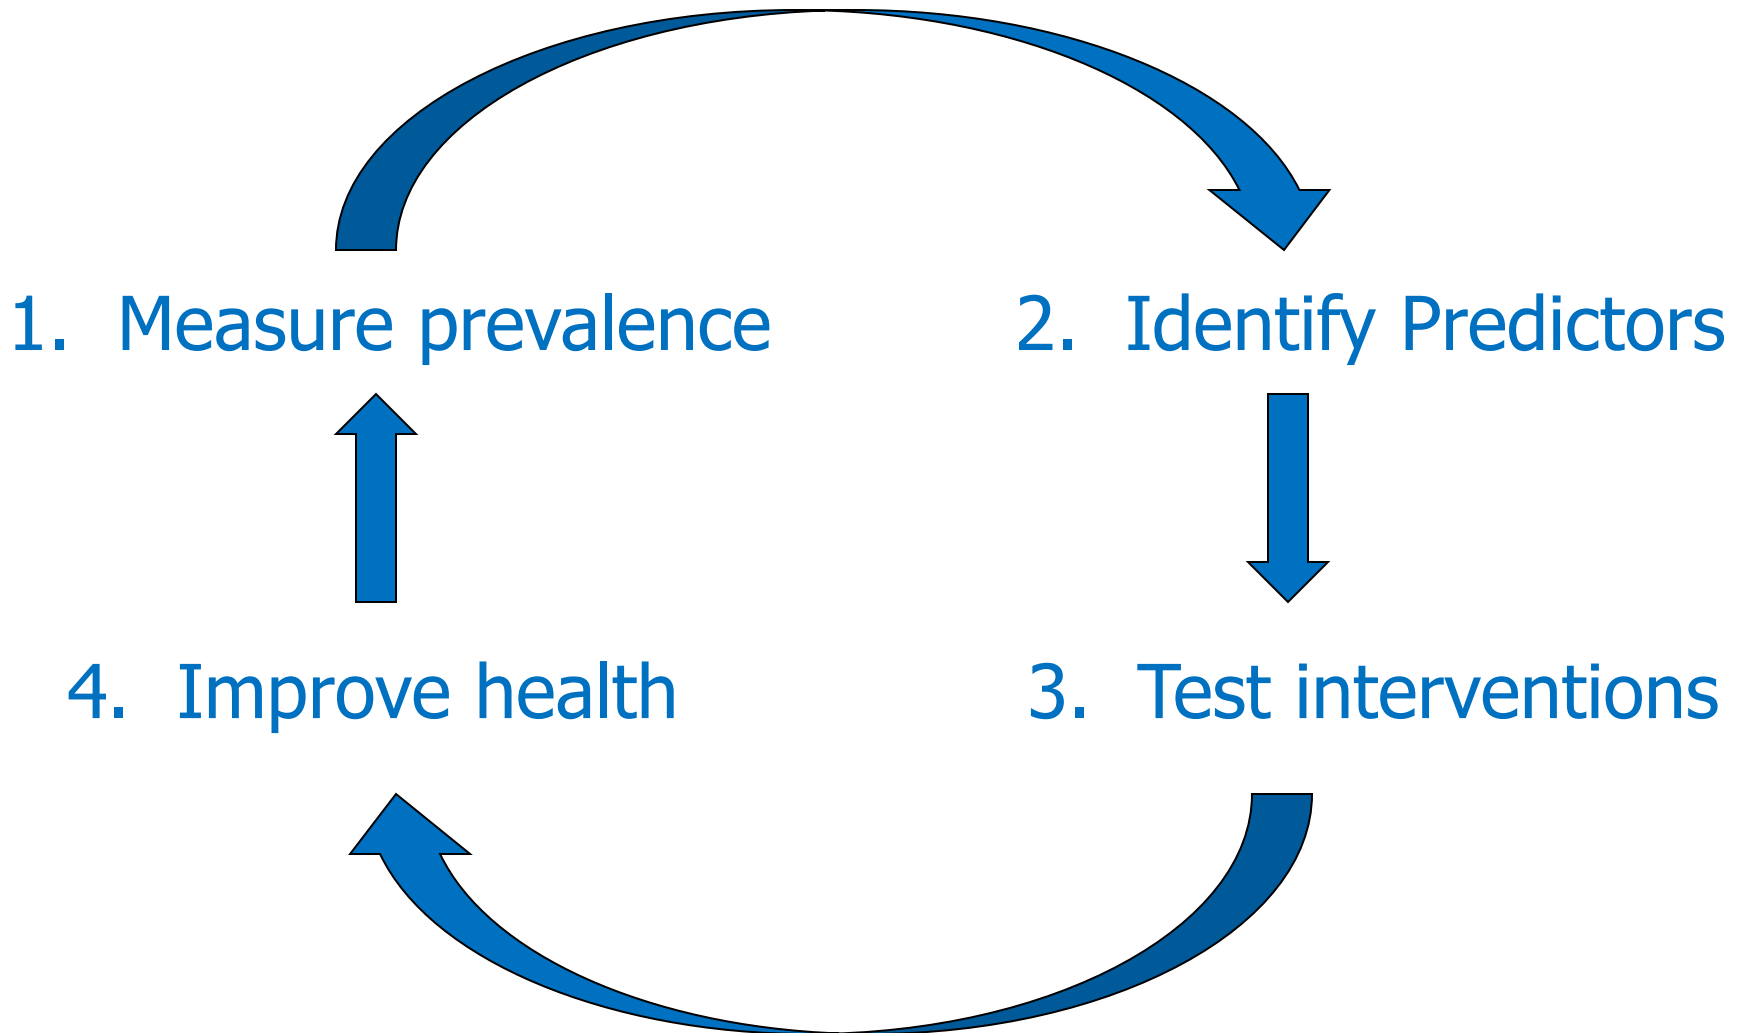 1. Measure prevalence
2. Identify Predictors
4. Improve health
3. Test interventions